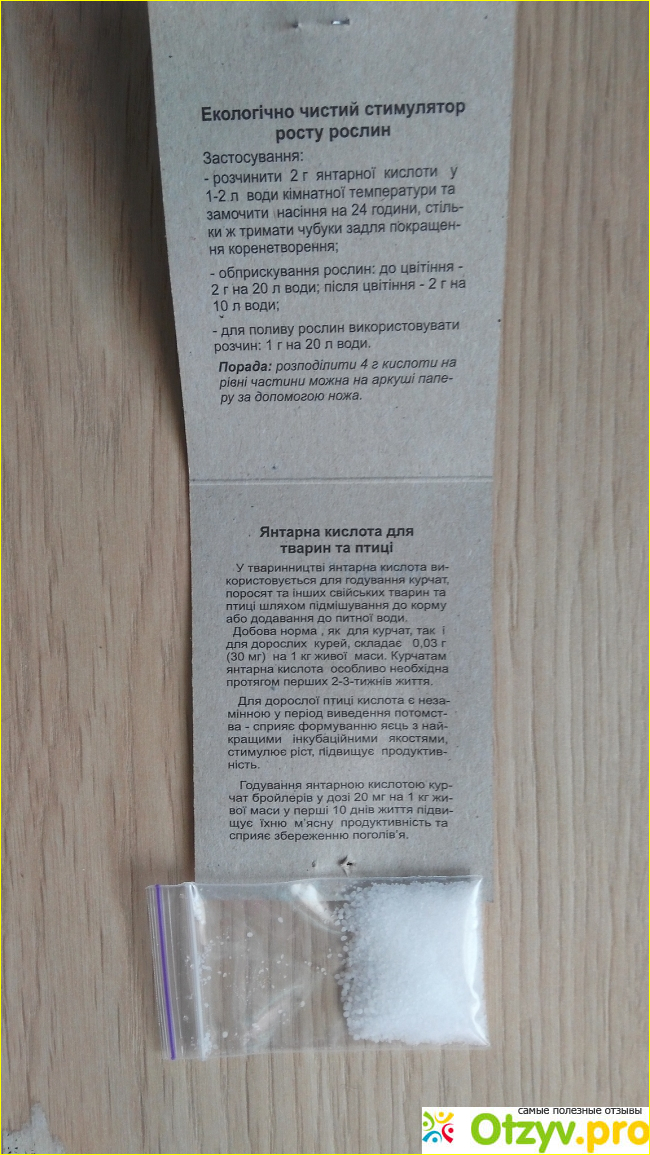 Екологічно чистий стимулятор
росту рослин
Застосування:
- розчинити 2 г янтарної кислоти у
1-2 л води кімнатної температури та
замочити насіння на 24 години, стіль-
ки ж тримати чубуки задля покращен-
ня коренетворення;
- обприскування рослин: до цвітіння -
2 г на 20 л води; після цвітіння - 2 г на
10 л води;
- для поливу рослин використовувати
розчин: 1 г на 20 л води.
Порада: розподілити 4 г кислоти на
рівні частини можна на аркуші папе-
ру за допомогою ножа.
Янтарна кислота для
тварин та птиці
У тваринництві янтарна кислота ви-
користовується для годування курчат,
поросят та інших свійських тварин та
птиці шляхом підмішування до корму
або додавання до питної води.
Добова норма , як для курчат, так і
для дорослих курей, складає 0,03 г
(30 мг) на 1 кг живої маси. Курчатам
янтарна кислота особливо необхідна
протягом перших 2-3-тижнів життя.
Для дорослої птиці кислота є неза-
мінною у період виведення потомст-
ва - сприяє формуванню яєць з най-
кращими інкубаційними якостями,
стимулює ріст, підвищує продуктив-
ність.
Годування янтарною кислотою кур-
чат бройлерів у дозі 20 мг на 1 кг жи-
вої маси у перші 10 днів життя підви-
щує їхню м'ясну продуктивність та
сприяє збереженню поголів'я.
самые полезные отзывы
Otzyv.pro